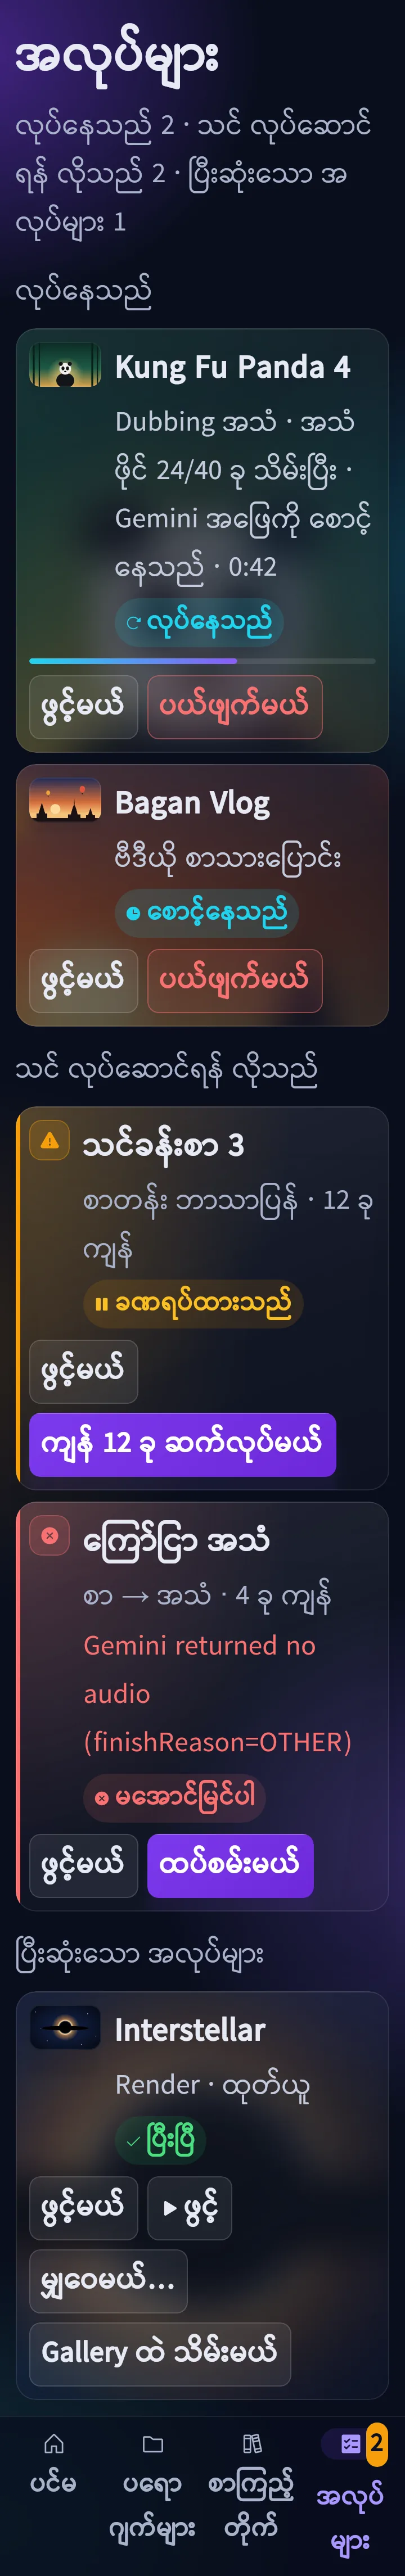 အလုပ်များ
လုပ်နေသည် 2 · သင် လုပ်ဆောင်
ရန် လိုသည် 2 · ပြီးဆုံးသော အ
လုပ်များ 1
လုပ်နေသည်
Kung Fu Panda 4
Dubbing အသံ · အသံ
ဖိုင် 24/40 ခု သိမ်းပြီး ·
Gemini အဖြေကို စောင့်
နေသည် · 0:42
လုပ်နေသည်
ဖွင့်မယ် ပယ်ဖျက်မယ်
Bagan Vlog
ဗီဒီယို စာသားပြောင်း
စောင့်နေသည်
ဖွင့်မယ် ပယ်ဖျက်မယ်
သင် လုပ်ဆောင်ရန် လိုသည်
သင်ခန်းစာ 3
စာတန်း ဘာသာပြန် · 12 ခု
ကျန်
ခဏရပ်ထားသည်
ဖွင့်မယ်
ကျန် 12 ခု ဆက်လုပ်မယ်
ကြော်ငြာ အသံ
စာ → အသံ · 4 ခု ကျန်
Gemini returned no
audio
(finishReason=OTHER)
မအောင်မြင်ပါ
ဖွင့်မယ် ထပ်စမ်းမယ်
ပြီးဆုံးသော အလုပ်များ
Interstellar
Render · ထုတ်ယူ
ပြီးပြီ
ဖွင့်မယ် ဖွင့်
မျှဝေမယ်…
Gallery ထဲ သိမ်းမယ်
2
ပင်မ ပရော စာကြည့် အလုပ်
ဂျက်များ တိုက် များ